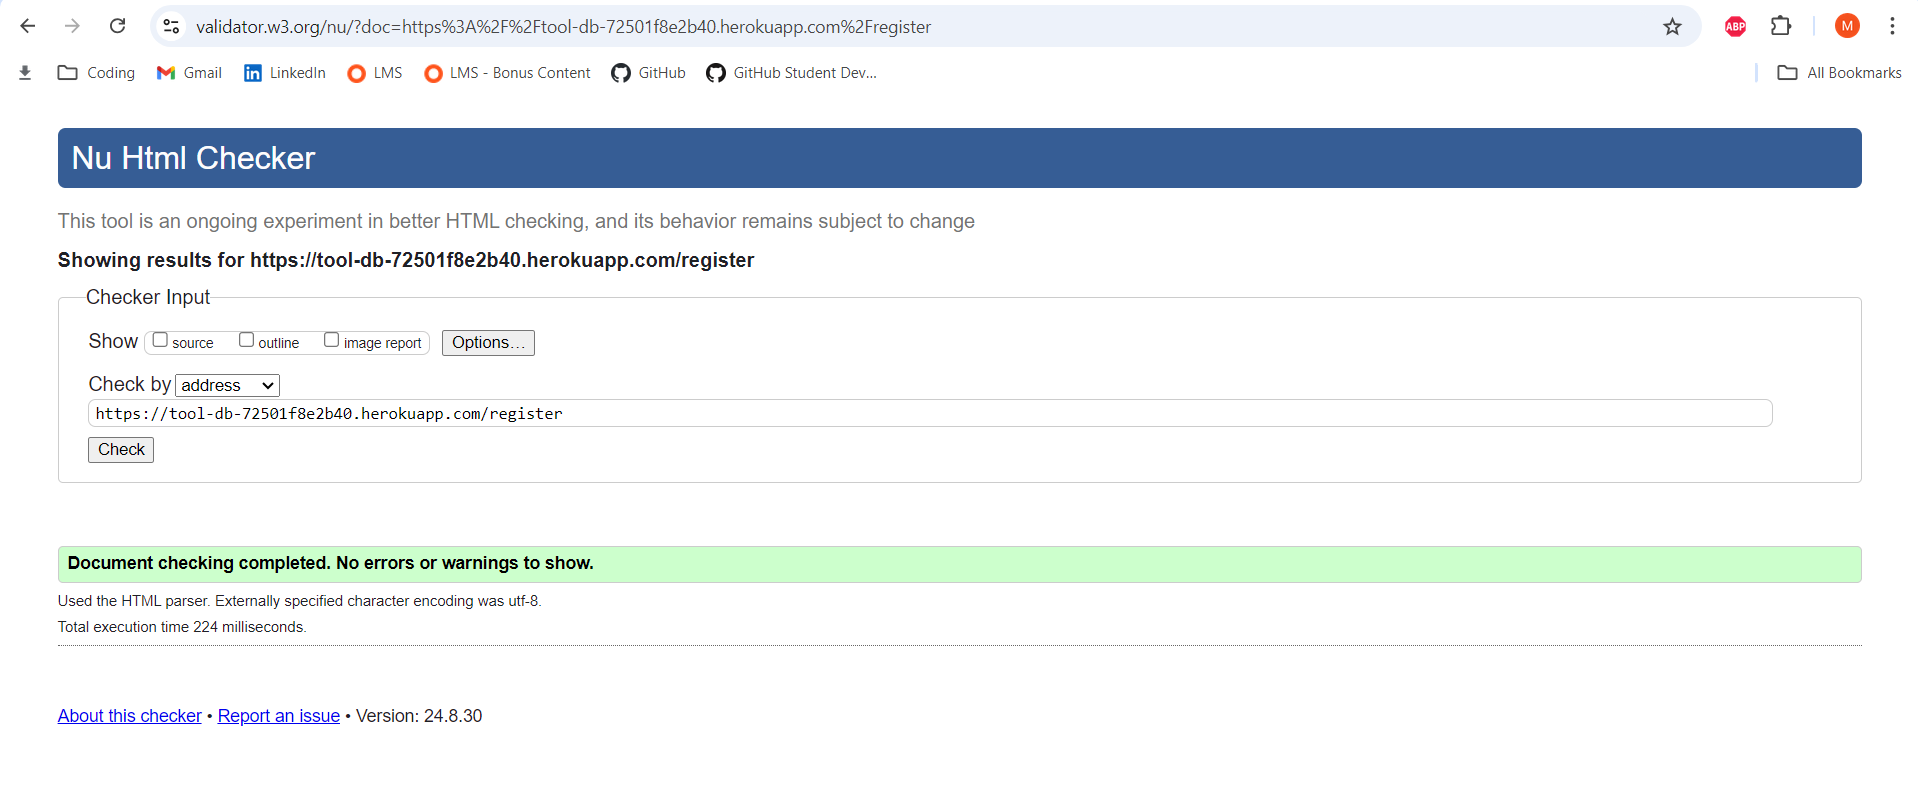 validator.w3.org/nu/?doc=https%3A%2F%2Ftool-db-72501f8e2b40.herokuapp.com%2Fregister
ABP
M
Coding
Gmail
LinkedIn
LMS
LMS - Bonus Content
GitHub
GitHub Student Dev...
All Bookmarks
Nu Html Checker
This tool is an ongoing experiment in better HTML checking, and its behavior remains subject to change
Showing results for https://tool-db-72501f8e2b40.herokuapp.com/register
Checker Input
Show source outline image report Options...
Check by address
https://tool-db-72501f8e2b40.herokuapp.com/register
Check
Document checking completed. No errors or warnings to show.
Used the HTML parser. Externally specified character encoding was utf-8.
Total execution time 224 milliseconds.
About this checker • Report an issue • Version: 24.8.30